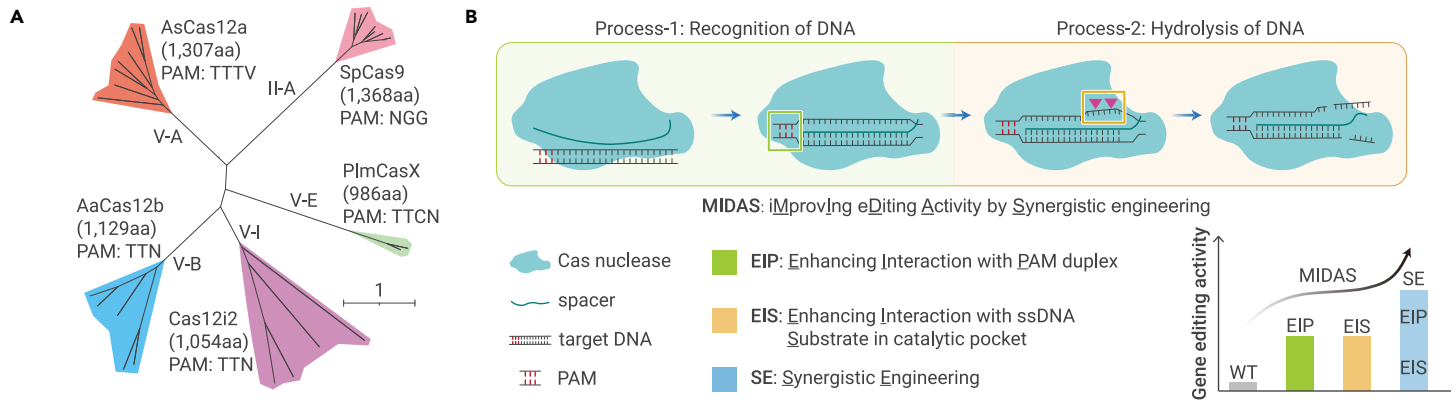 A
AsCas12a
(1,307aa)
PAM: TTTV
V-A
II-A
SpCas9
(1,368aa)
PAM: NGG
PlmCasX
(986aa)
PAM: TTCN
V-E
AaCas12b
(1,129aa)
PAM: TTN
V-B
V-I
Cas12i2
(1,054aa)
PAM: TTN
1
B
Process-1: Recognition of DNA
Process-2: Hydrolysis of DNA
MIDAS: iMprovIng eDiting Activity by Synergistic engineering
Cas nuclease
spacer
target DNA
PAM
EIP: Enhancing Interaction with PAM duplex
EIS: Enhancing Interaction with ssDNA
Substrate in catalytic pocket
SE: Synergistic Engineering
Gene editing activity
MIDAS
WT
EIP
EIS
SE
EIP
EIS